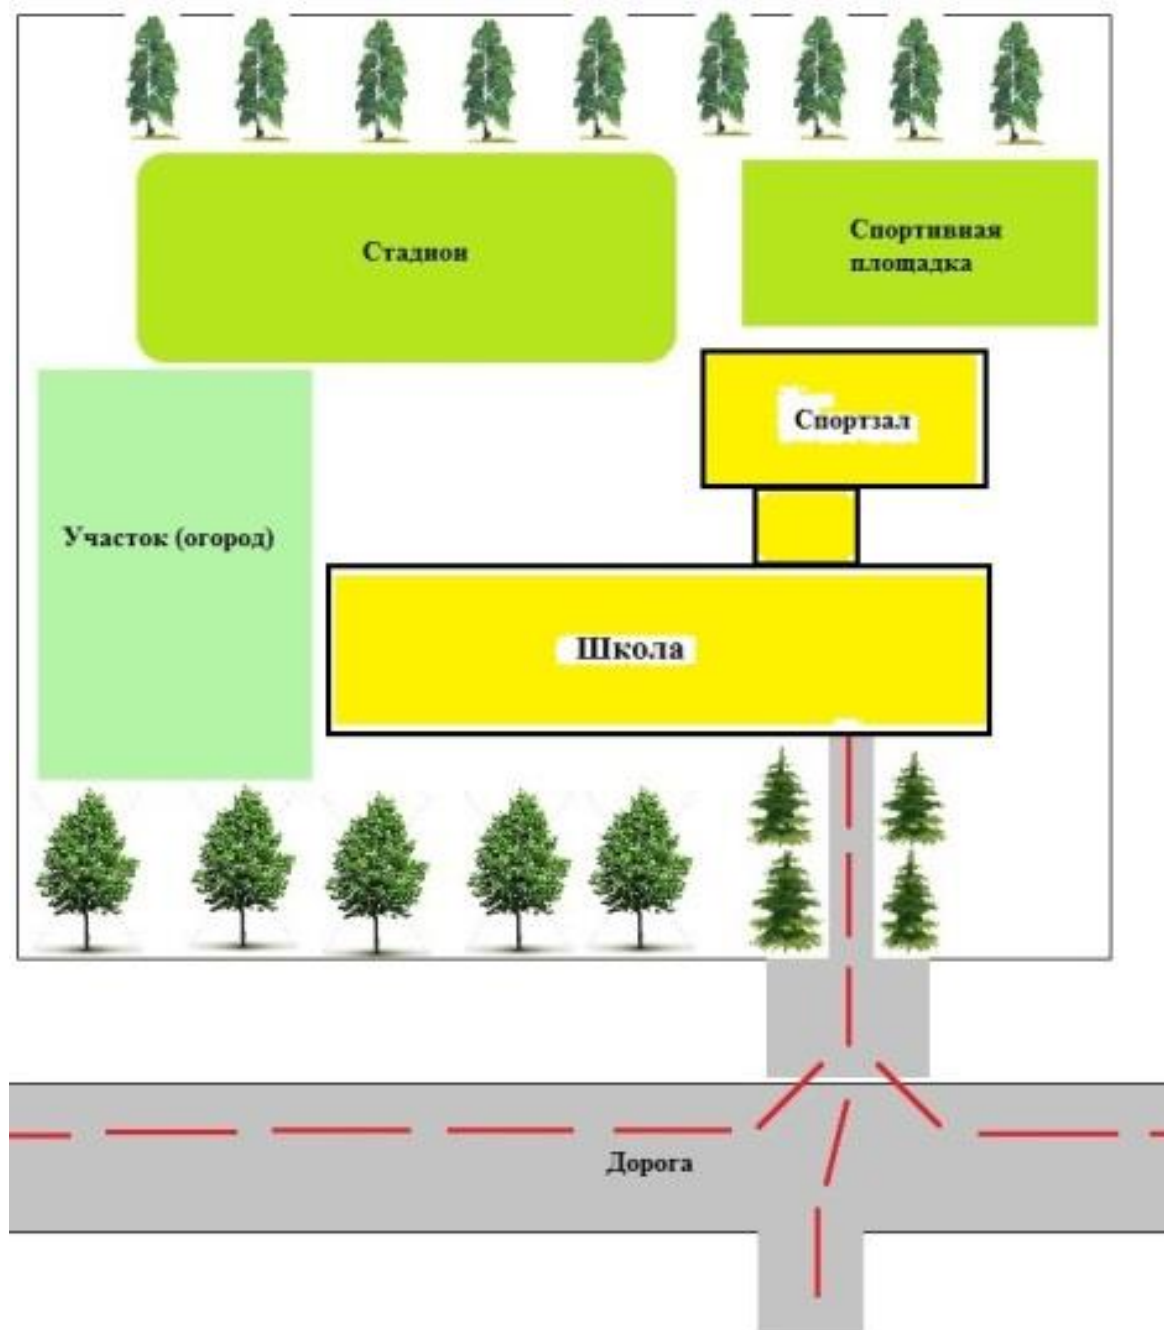 Стадион
Спортивная
площадка
Спортзал
Участок (огород)
Школа
Дорога